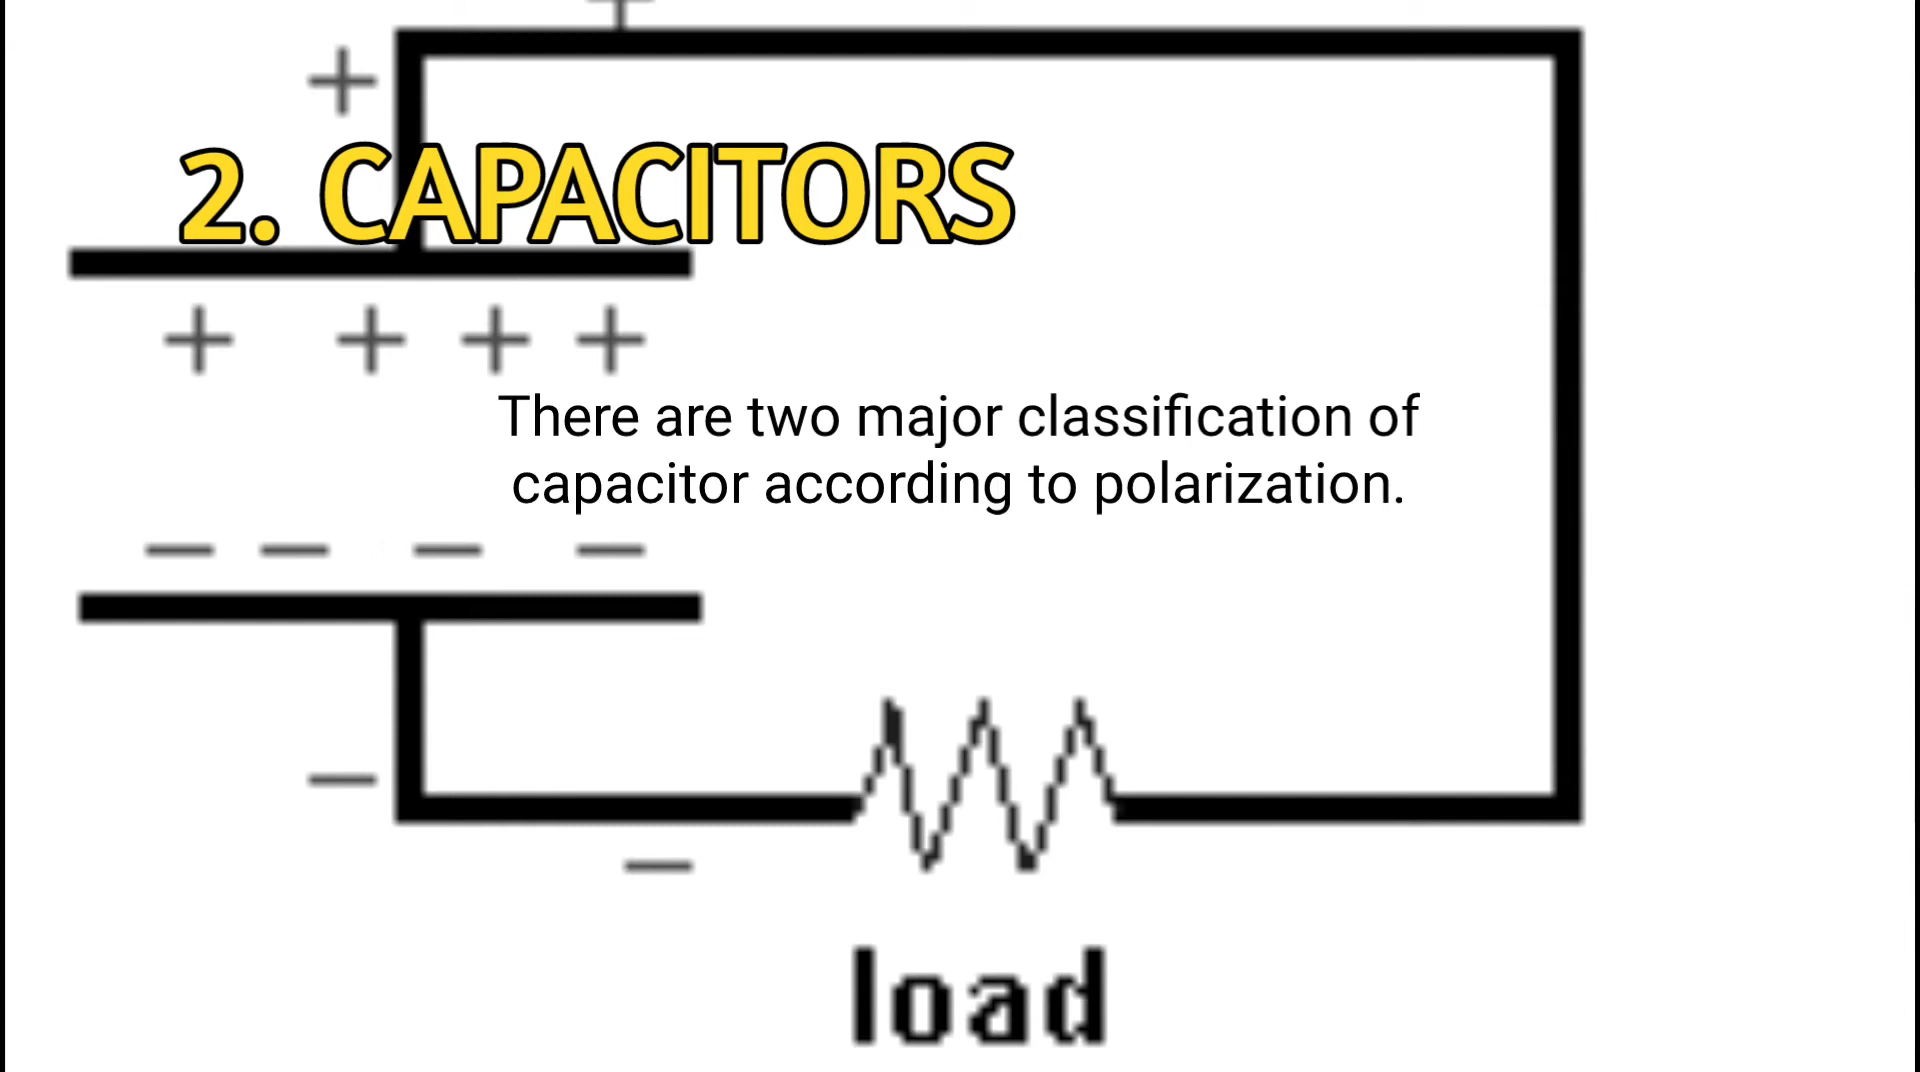 2. CAPACITORS
There are two major classification of
capacitor according to polarization.
load